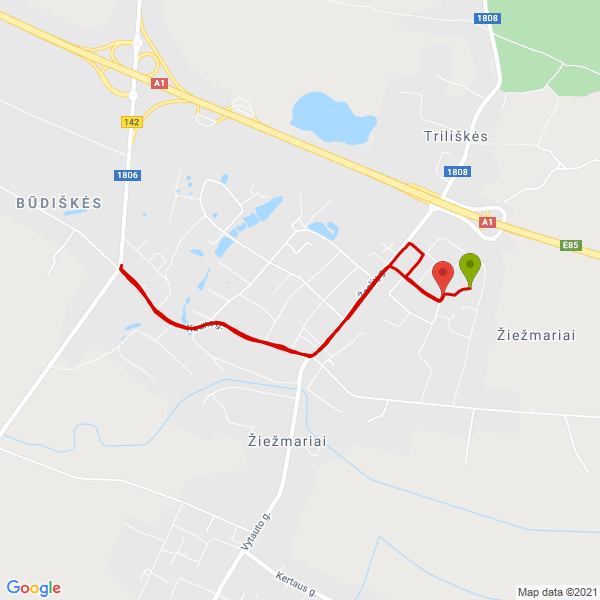 1808
A1
142
Triliškės
1806
1808
BŪDIŠKĖS
A1
E85
Kauno g.
Žiežmariai
Žiežmariai
Vytauto g.
Kertaus g.
Google
Map data ©2021